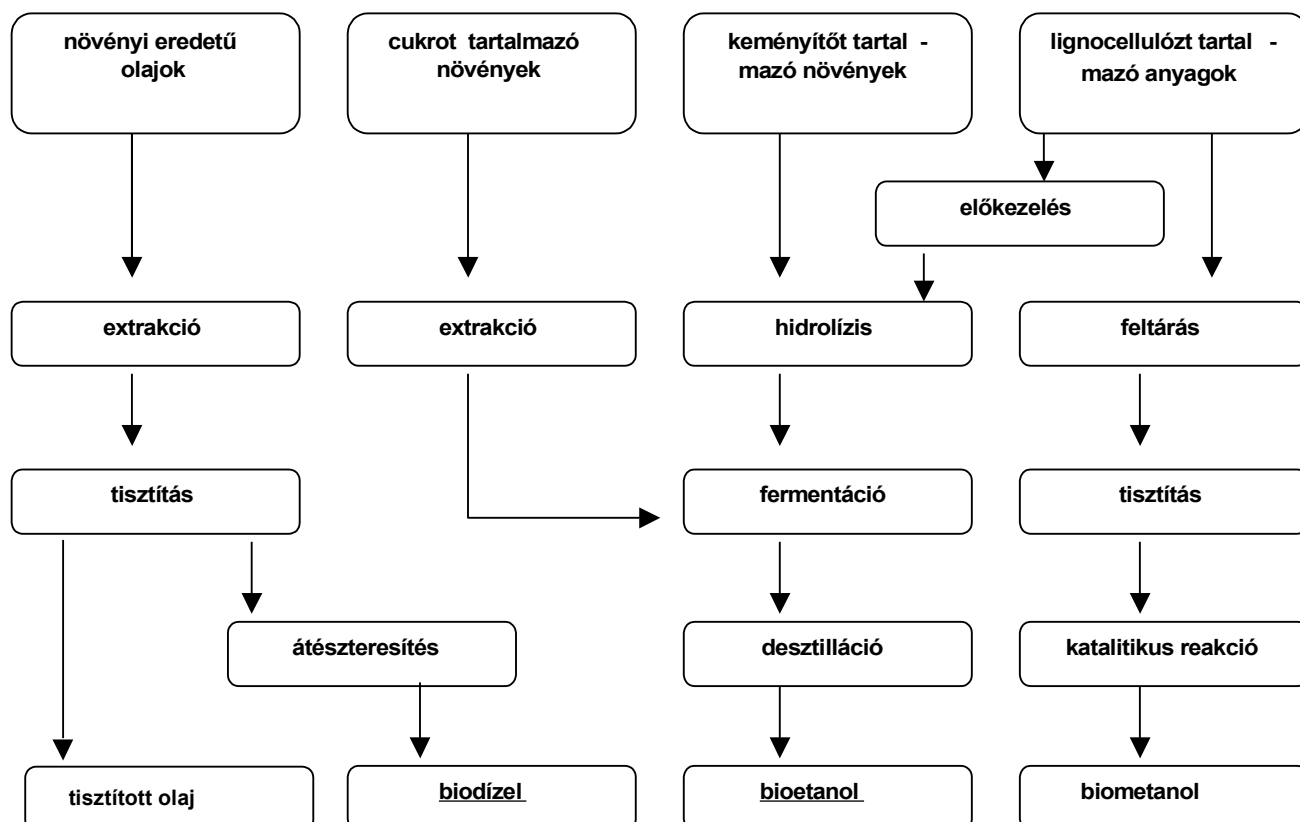 növényi eredetű
olajok
cukrot tartalmazó
növények
keményítőt tartal -
mazó növények
lignocellulózt tartal -
mazó anyagok
előkezelés
extrakció
extrakció
hidrolízis
feltárás
tisztítás
fermentáció
tisztítás
átészteresítés
desztilláció
katalitikus reakció
tisztított olaj
biodízel
bioetanol
biometanol